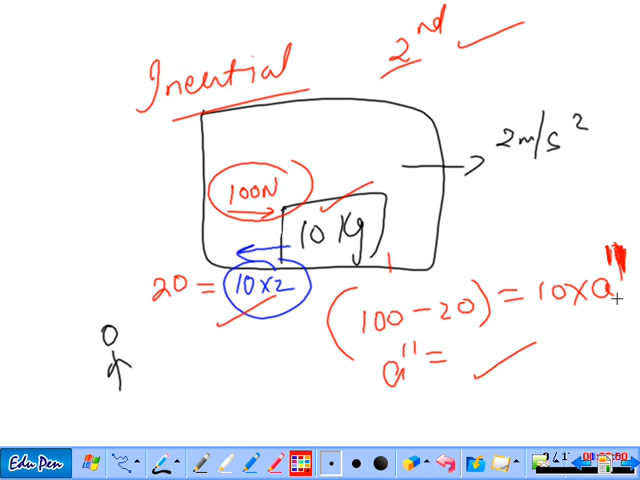 2nd
Inertial
2m/s²
100N
10 Kg
20 = 10×2
(100 - 20) = 10×a"
a" =
Edu Pen